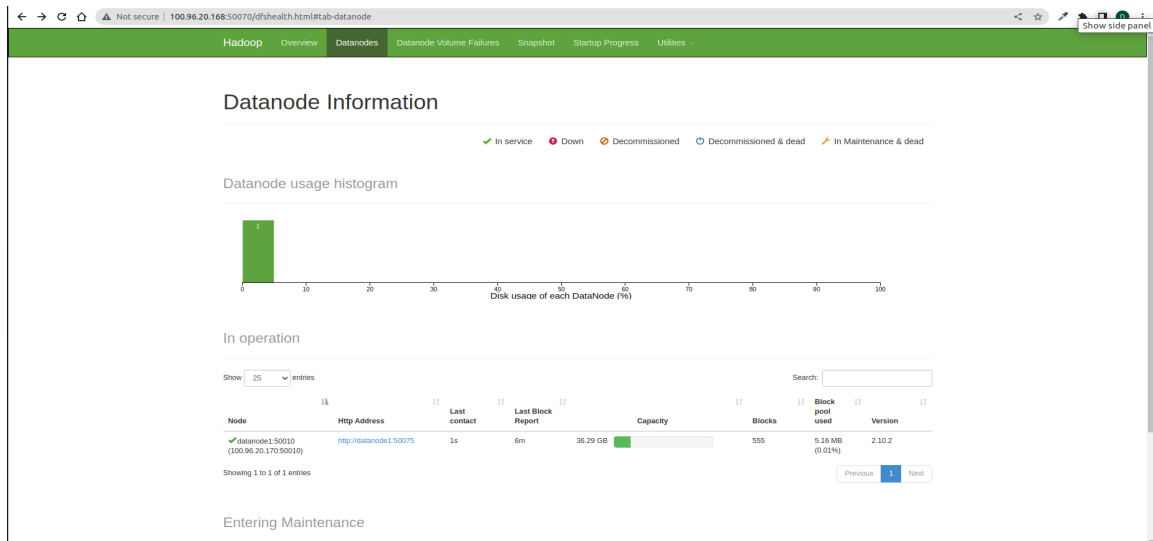 Not secure | 100.96.20.168:50070/dfshealth.html#tab-datanode
D
Show side panel
Hadoop Overview Datanodes Datanode Volume Failures Snapshot Startup Progress Utilities
Datanode Information
In service Down Decommissioned Decommissioned & dead In Maintenance & dead
Datanode usage histogram
1
0 10 20 30 40 50 60 70 80 90 100
Disk usage of each DataNode (%)
In operation
Show 25 entries Search:
Node Http Address Last contact Last Block Report Capacity Blocks Block pool used Version
datanode1:50010 http://datanode1:50075 1s 6m 36.29 GB 555 5.16 MB 2.10.2
(100.96.20.170:50010) (0.01%)
Showing 1 to 1 of 1 entries Previous 1 Next
Entering Maintenance